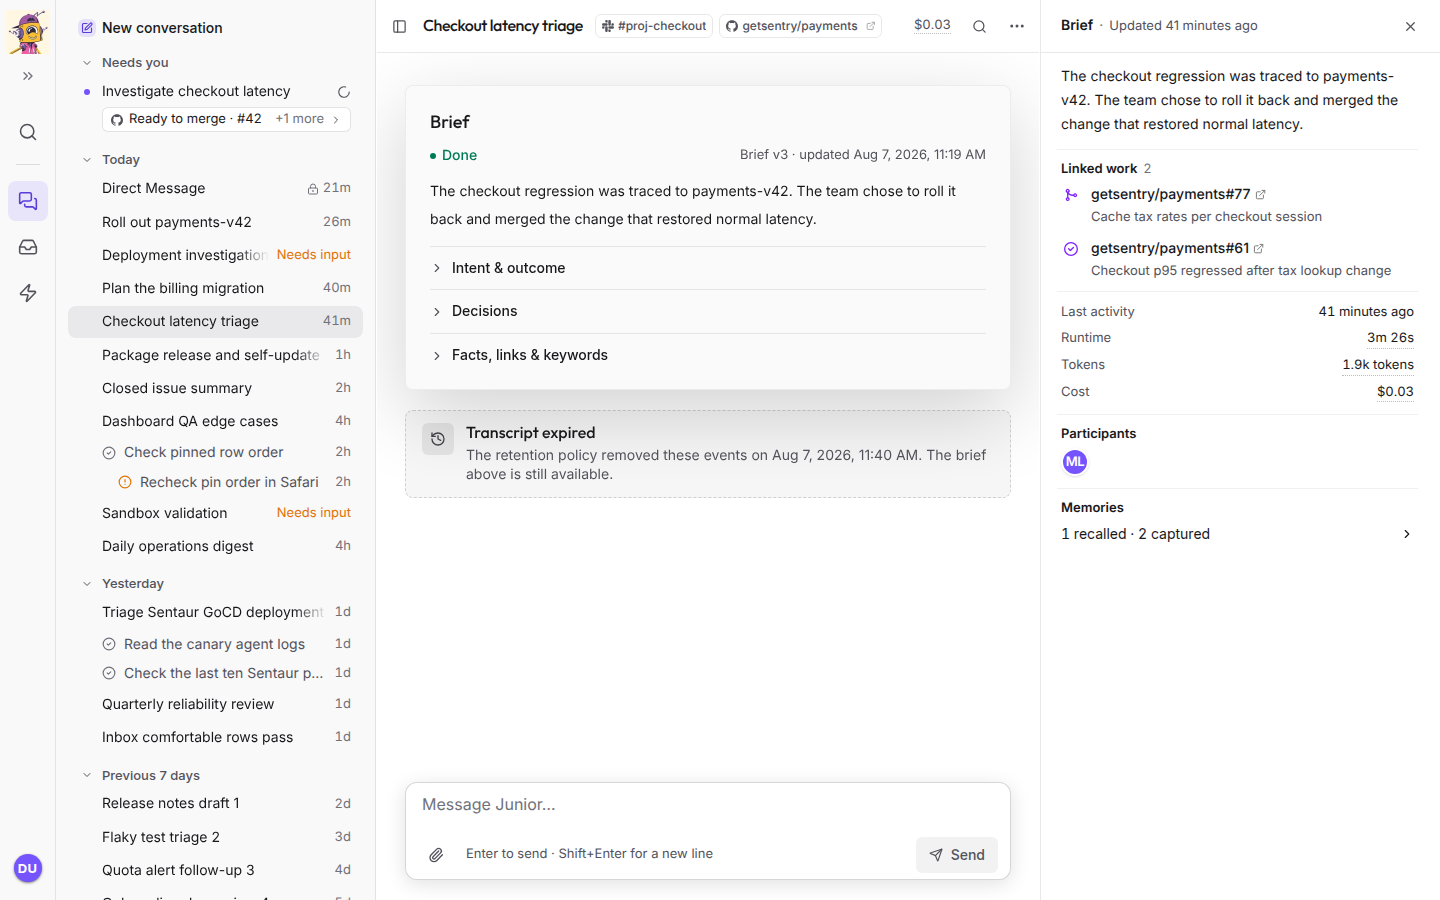 New conversation
Needs you
Investigate checkout latency
Ready to merge · #42 +1 more
Today
Direct Message 21m
Roll out payments-v42 26m
Deployment investigation Needs input
Plan the billing migration 40m
Checkout latency triage 41m
Package release and self-update 1h
Closed issue summary 2h
Dashboard QA edge cases 4h
Check pinned row order 2h
Recheck pin order in Safari 2h
Sandbox validation Needs input
Daily operations digest 4h
Yesterday
Triage Sentaur GoCD deployment 1d
Read the canary agent logs 1d
Check the last ten Sentaur p... 1d
Quarterly reliability review 1d
Inbox comfortable rows pass 1d
Previous 7 days
Release notes draft 1 2d
Flaky test triage 2 3d
Quota alert follow-up 3 4d
DU
Checkout latency triage #proj-checkout getsentry/payments $0.03
Brief
Done Brief v3 · updated Aug 7, 2026, 11:19 AM
The checkout regression was traced to payments-v42. The team chose to roll it
back and merged the change that restored normal latency.
Intent & outcome
Decisions
Facts, links & keywords
Transcript expired
The retention policy removed these events on Aug 7, 2026, 11:40 AM. The brief
above is still available.
Message Junior...
Enter to send · Shift+Enter for a new line Send
Brief · Updated 41 minutes ago
The checkout regression was traced to payments-
v42. The team chose to roll it back and merged the
change that restored normal latency.
Linked work 2
getsentry/payments#77
Cache tax rates per checkout session
getsentry/payments#61
Checkout p95 regressed after tax lookup change
Last activity 41 minutes ago
Runtime 3m 26s
Tokens 1.9k tokens
Cost $0.03
Participants
ML
Memories
1 recalled · 2 captured